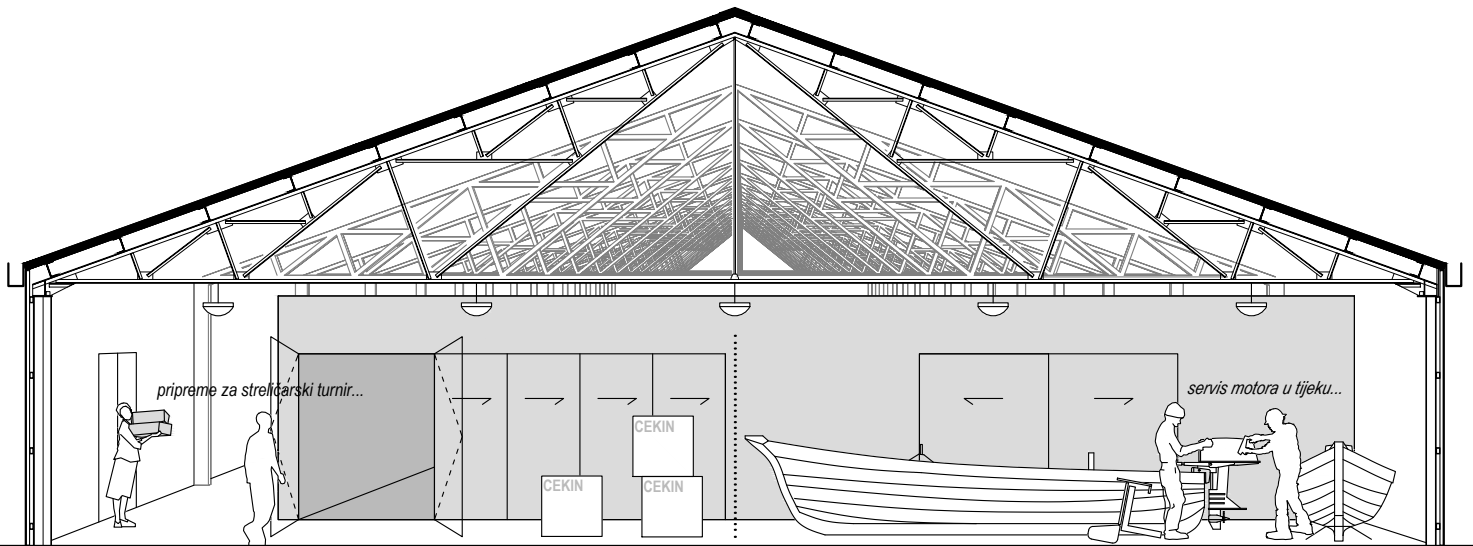 pripreme za streličarski turnir...
servis motora u tijeku...
CEKIN
CEKIN
CEKIN